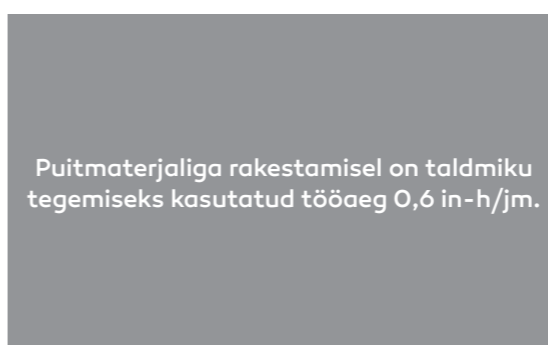 Puitmaterjaliga rakestamisel on taldmiku
tegemiseks kasutatud tööaeg 0,6 in-h/jm.